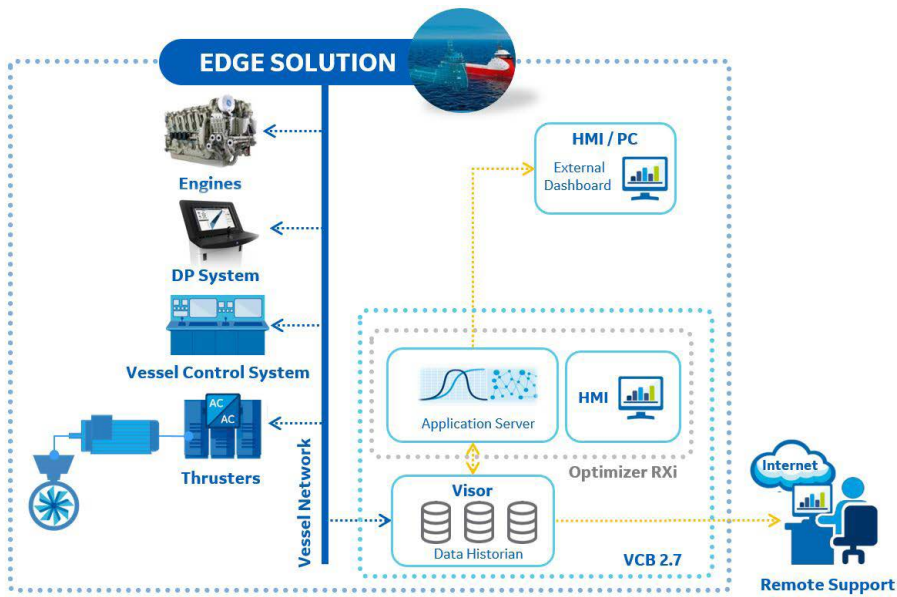 EDGE SOLUTION
Engines
DP System
Vessel Control System
AC
AC
Thrusters
Vessel Network
HMI / PC
External
Dashboard
Application Server
HMI
Optimizer RXi
Visor
Data Historian
VCB 2.7
Internet
Remote Support